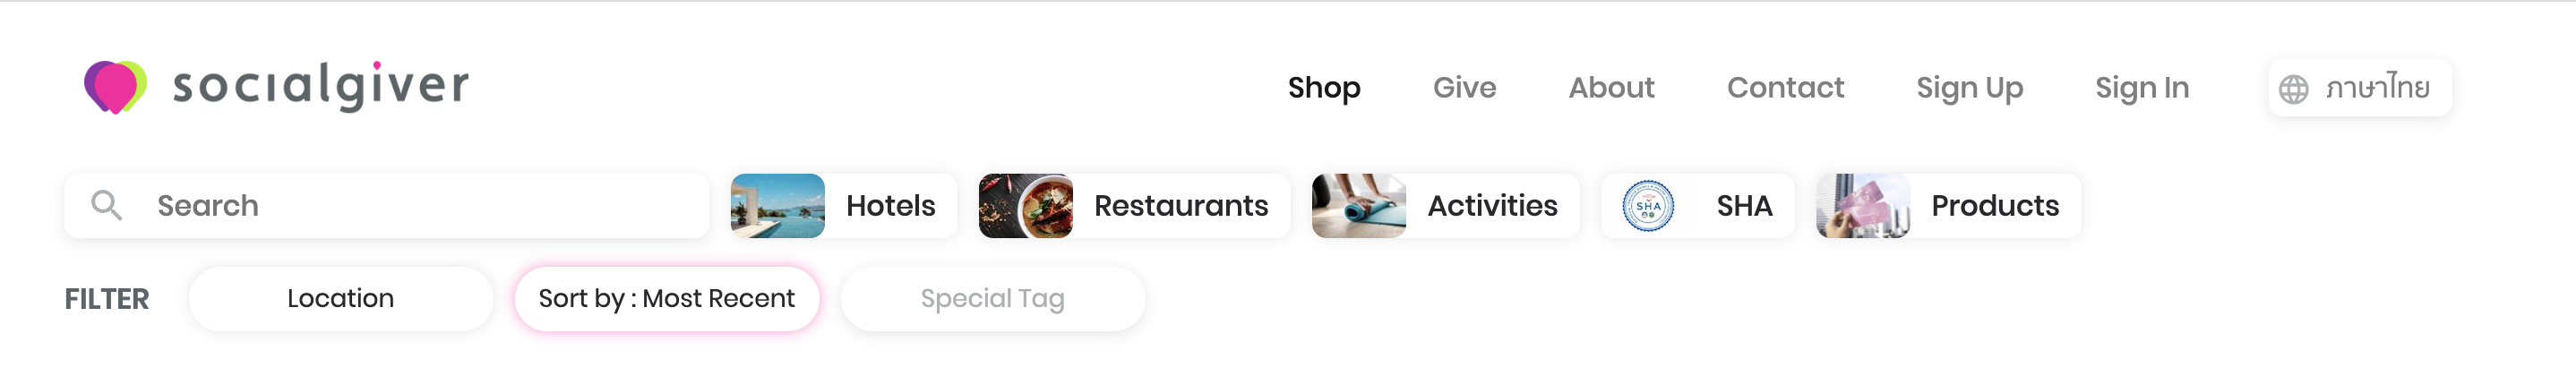 socialgiver Shop Give About Contact Sign Up Sign In ภาษาไทย
Search Hotels Restaurants Activities SHA SHA Products
FILTER Location Sort by : Most Recent Special Tag